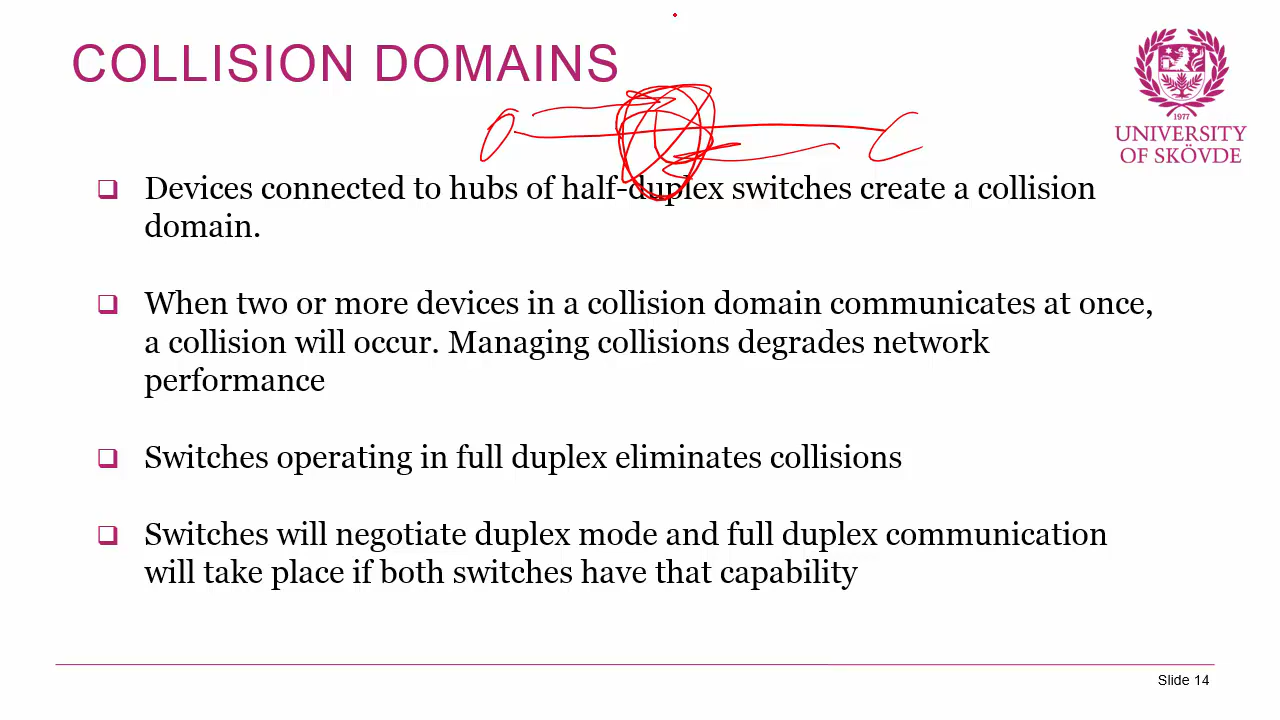 COLLISION DOMAINS
1977
UNIVERSITY
OF SKÖVDE
❑ Devices connected to hubs of half-duplex switches create a collision
domain.
❑ When two or more devices in a collision domain communicates at once,
a collision will occur. Managing collisions degrades network
performance
❑ Switches operating in full duplex eliminates collisions
❑ Switches will negotiate duplex mode and full duplex communication
will take place if both switches have that capability
Slide 14